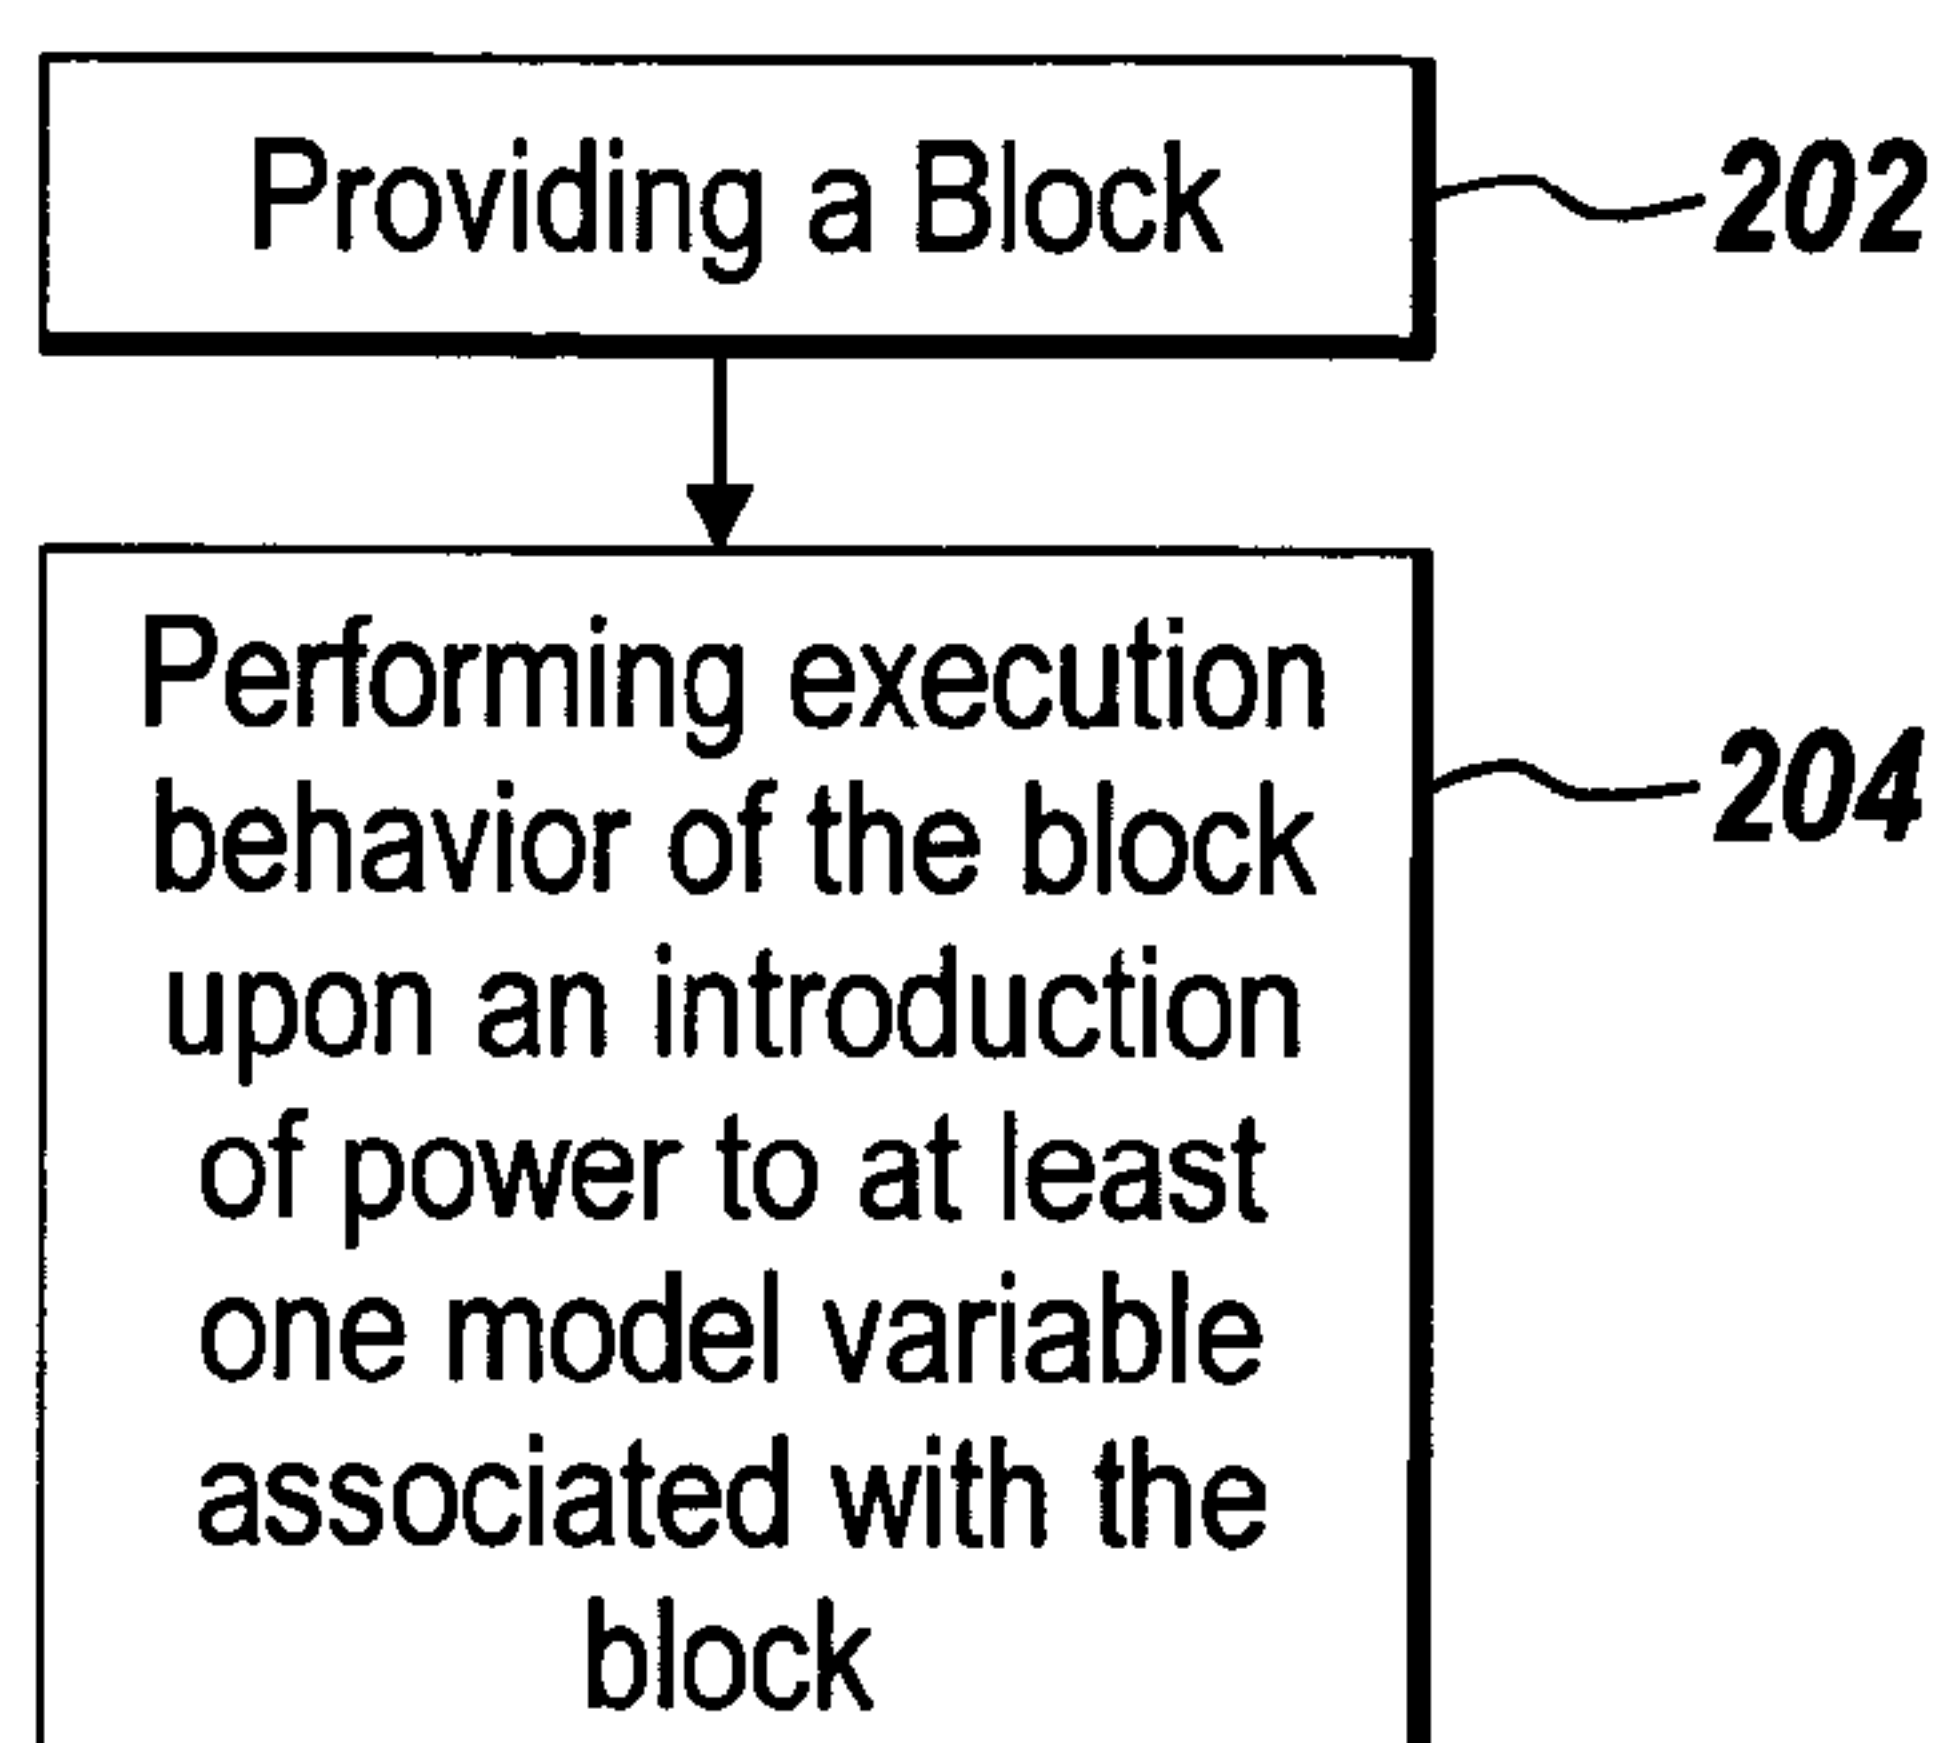 Providing a Block
202
Performing execution
behavior of the block
204
upon an introduction
of power to at least
one model variable
associated with the
block